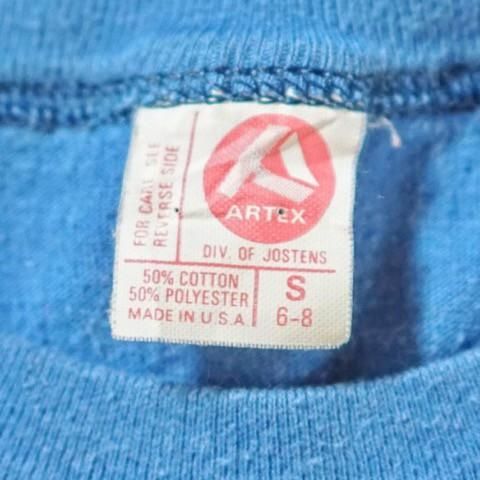 FOR CARE SEE
REVERSE SIDE
ARTEX
DIV. OF JOSTENS
50% COTTON
50% POLYESTER
MADE IN U.S.A
S
6-8